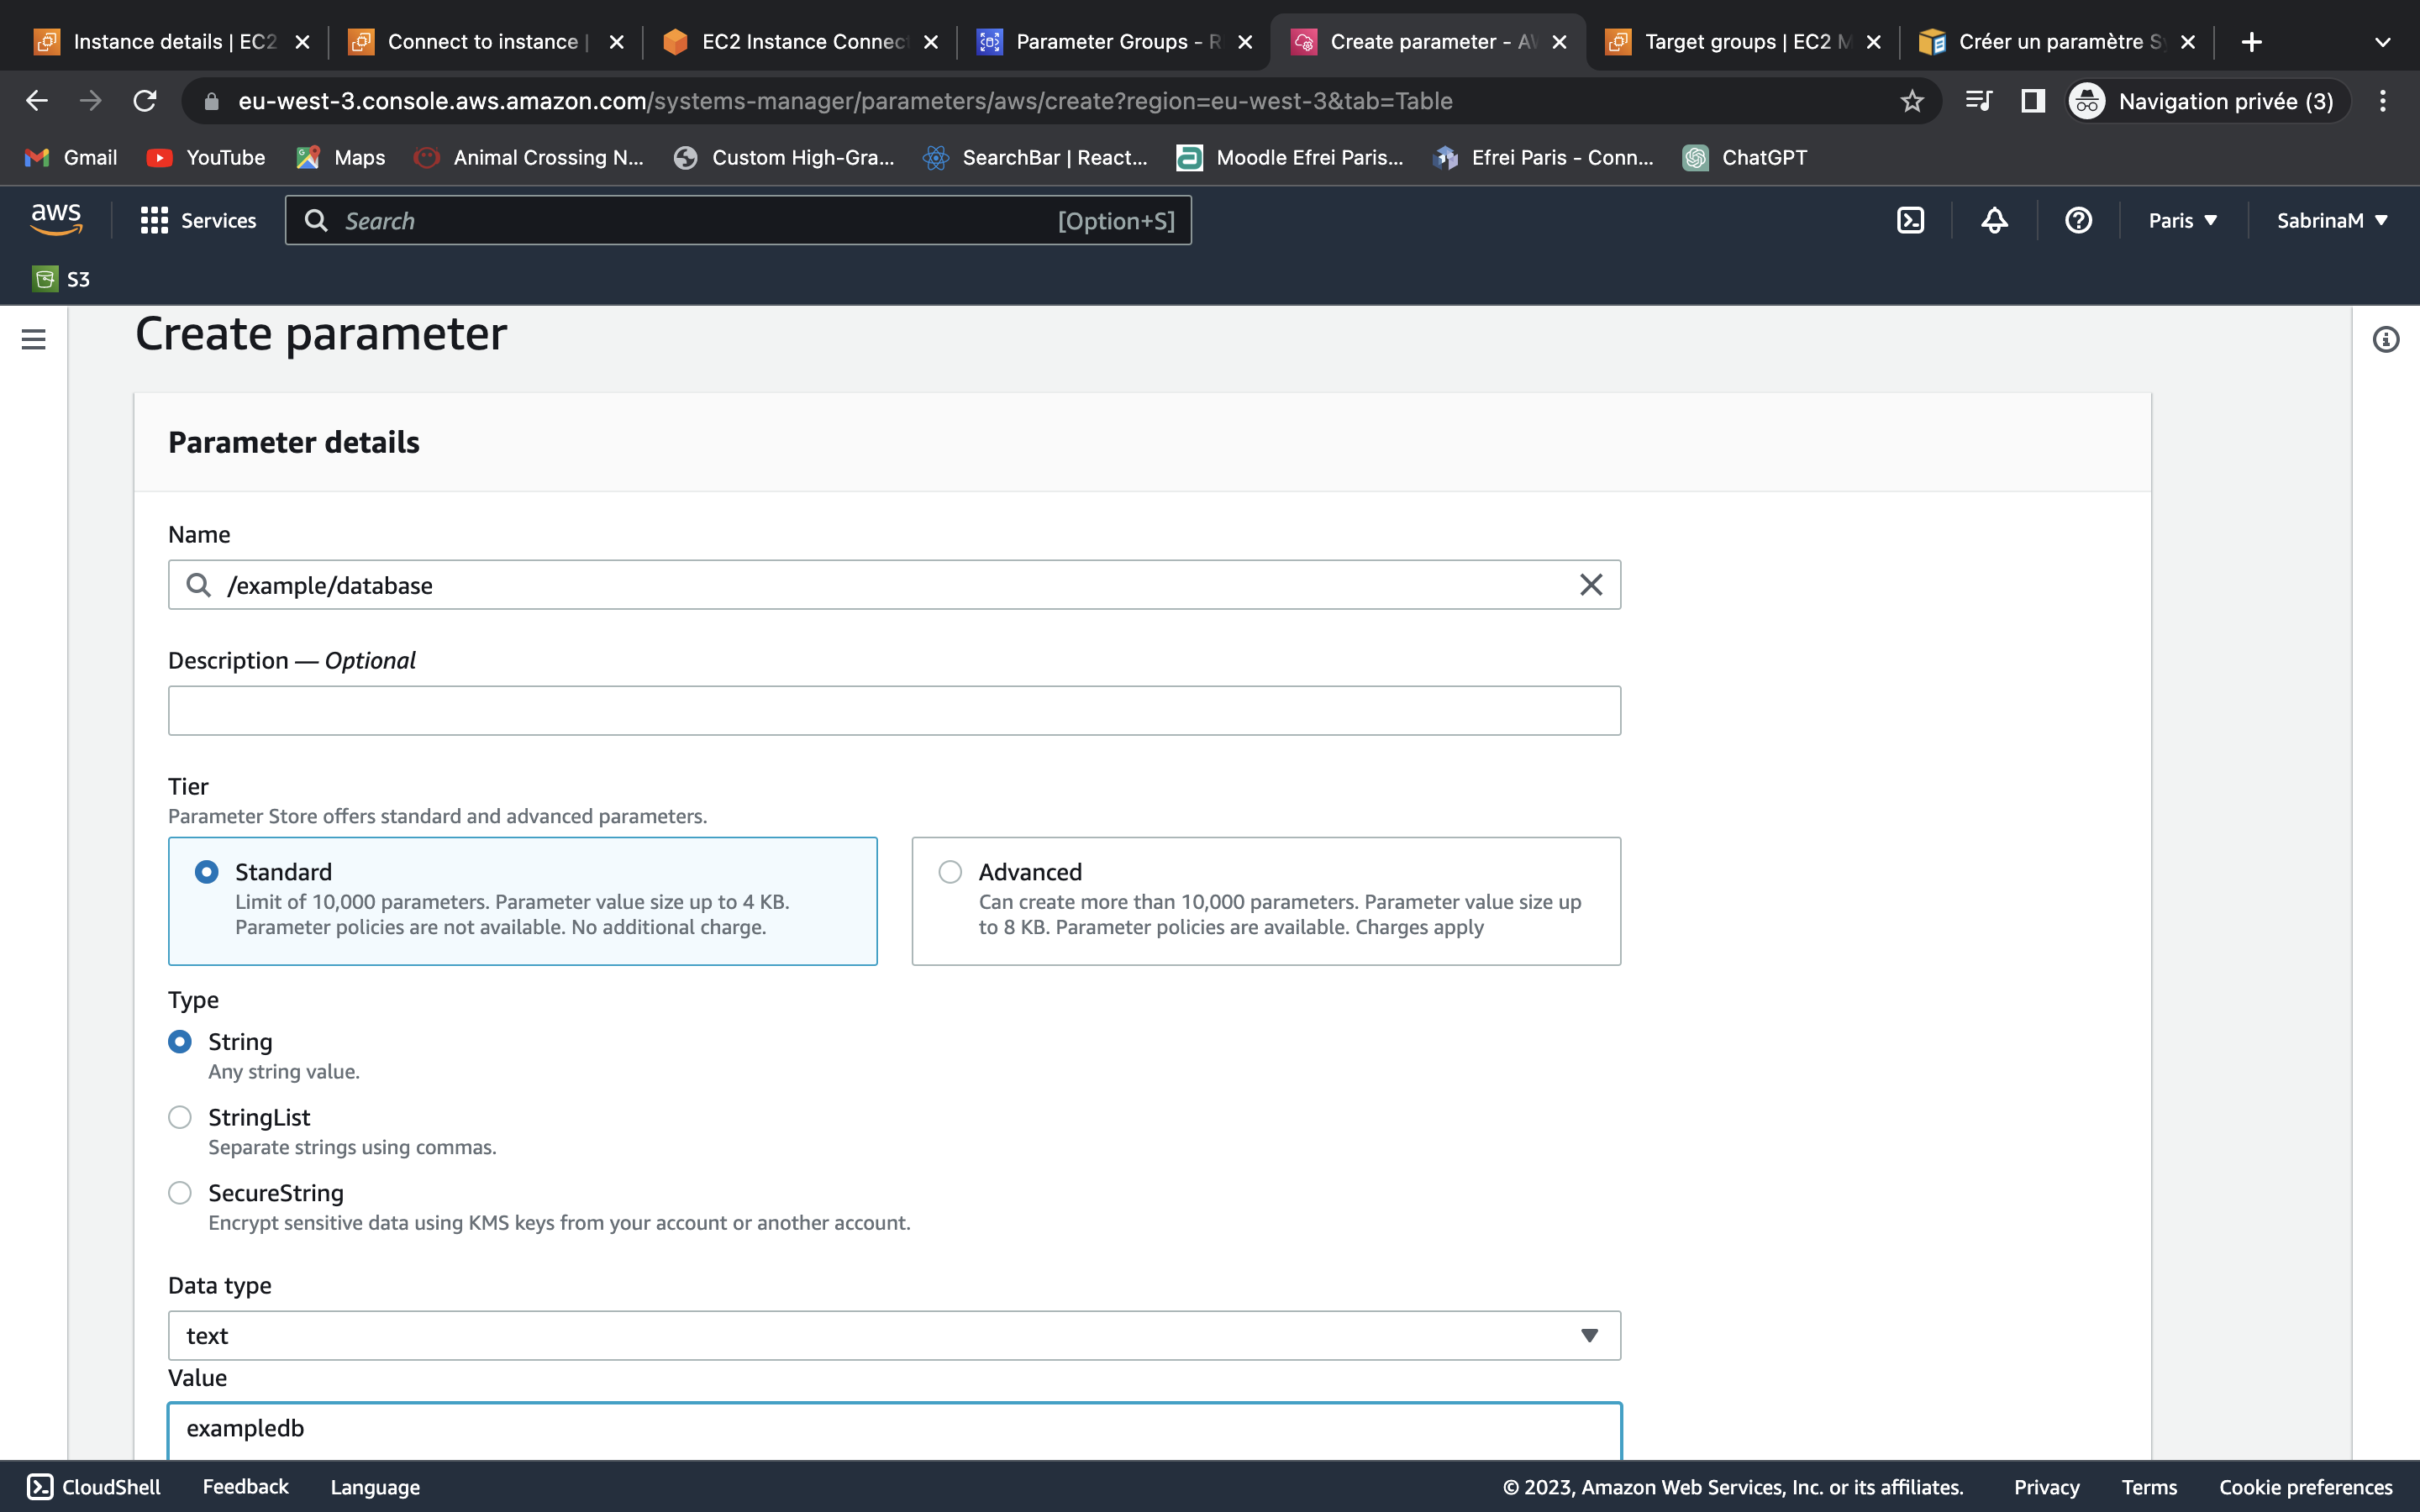 Instance details | EC2
Connect to instance |
EC2 Instance Connec
Parameter Groups - R
Create parameter - A
Target groups | EC2 M
Créer un paramètre S
eu-west-3.console.aws.amazon.com/systems-manager/parameters/aws/create?region=eu-west-3&tab=Table
Navigation privée (3)
Gmail
YouTube
Maps
Animal Crossing N...
Custom High-Gra...
SearchBar | React...
Moodle Efrei Paris...
Efrei Paris - Conn...
ChatGPT
aws
Services
Search
[Option+S]
Paris
SabrinaM
S3
Create parameter
Parameter details
Name
/example/database
Description — Optional
Tier
Parameter Store offers standard and advanced parameters.
Standard
Limit of 10,000 parameters. Parameter value size up to 4 KB.
Parameter policies are not available. No additional charge.
Advanced
Can create more than 10,000 parameters. Parameter value size up
to 8 KB. Parameter policies are available. Charges apply
Type
String
Any string value.
StringList
Separate strings using commas.
SecureString
Encrypt sensitive data using KMS keys from your account or another account.
Data type
text
Value
exampledb
CloudShell
Feedback
Language
© 2023, Amazon Web Services, Inc. or its affiliates.
Privacy
Terms
Cookie preferences